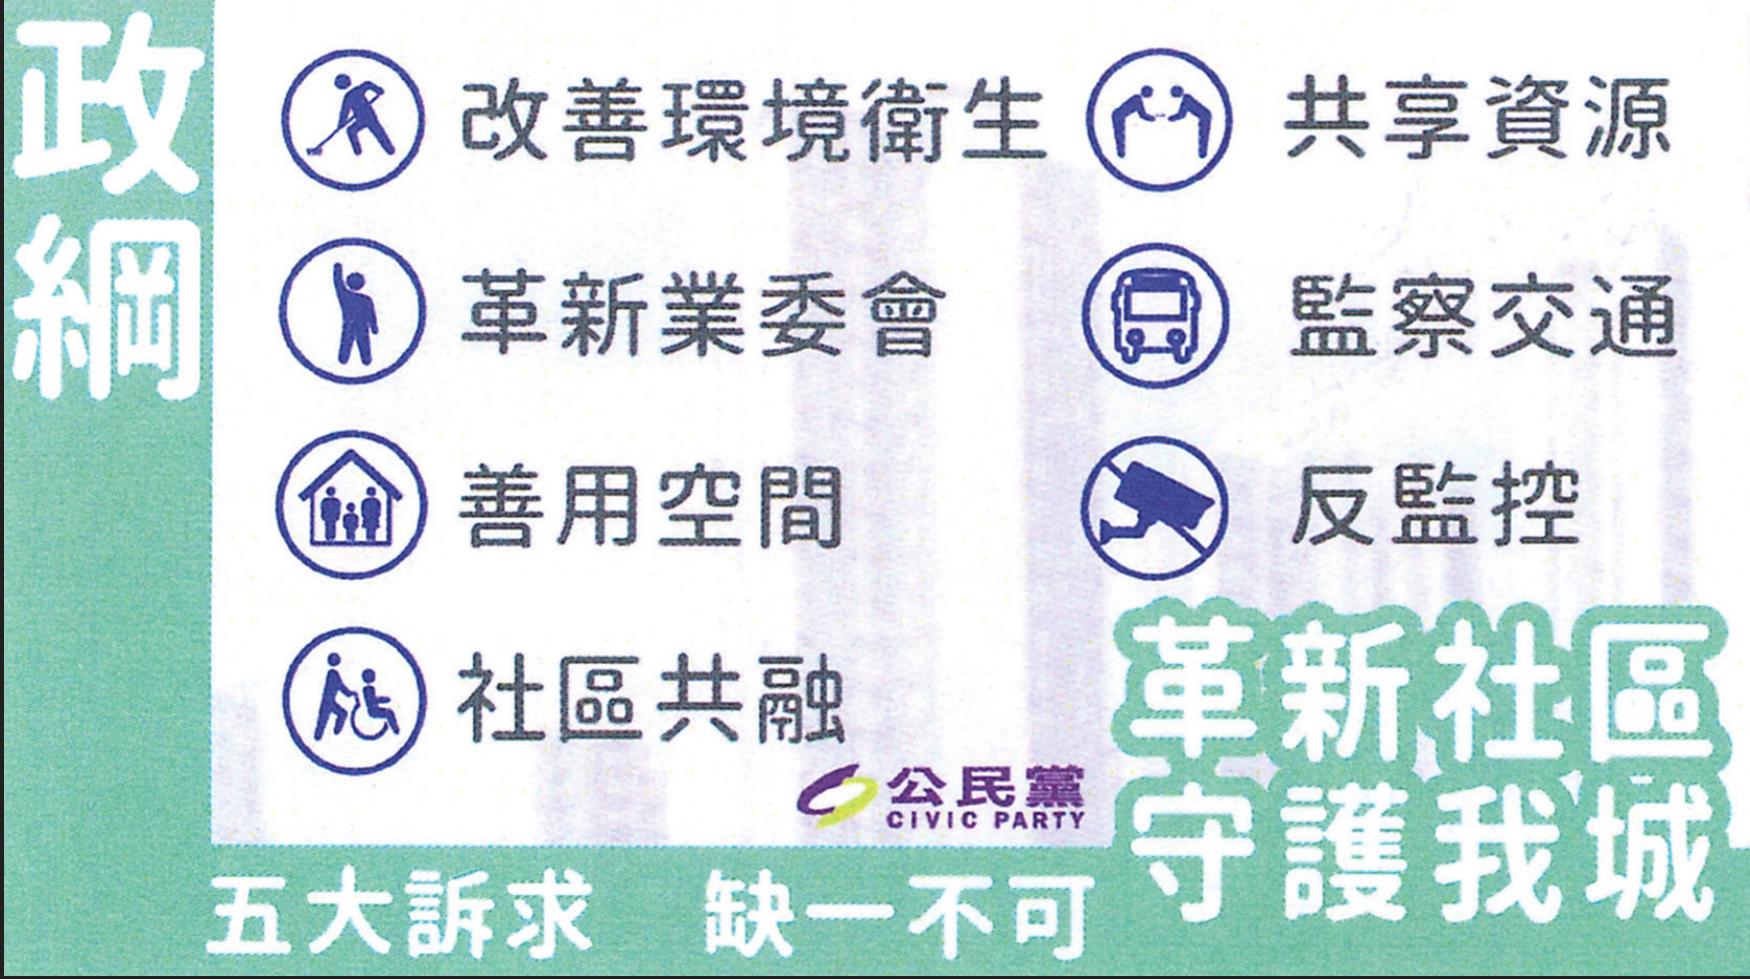 政綱
改善環境衛生
革新業委會
善用空間
社區共融
共享資源
監察交通
反監控
公民黨
CIVIC PARTY
革新社區
守護我城
五大訴求 缺一不可